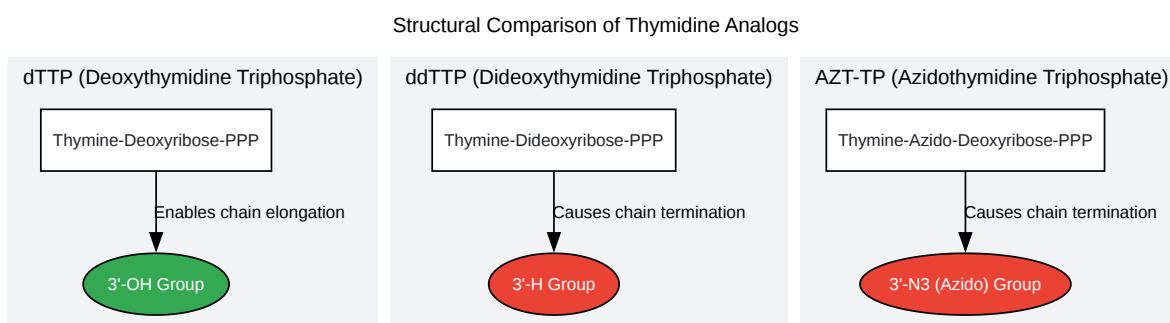 Structural Comparison of Thymidine Analogs
dTTP (Deoxythymidine Triphosphate)
Thymine-Deoxyribose-PPP
Enables chain elongation
3'-OH Group
ddTTP (Dideoxythymidine Triphosphate)
Thymine-Dideoxyribose-PPP
Causes chain termination
3'-H Group
AZT-TP (Azidothymidine Triphosphate)
Thymine-Azido-Deoxyribose-PPP
Causes chain termination
3'-N3 (Azido) Group